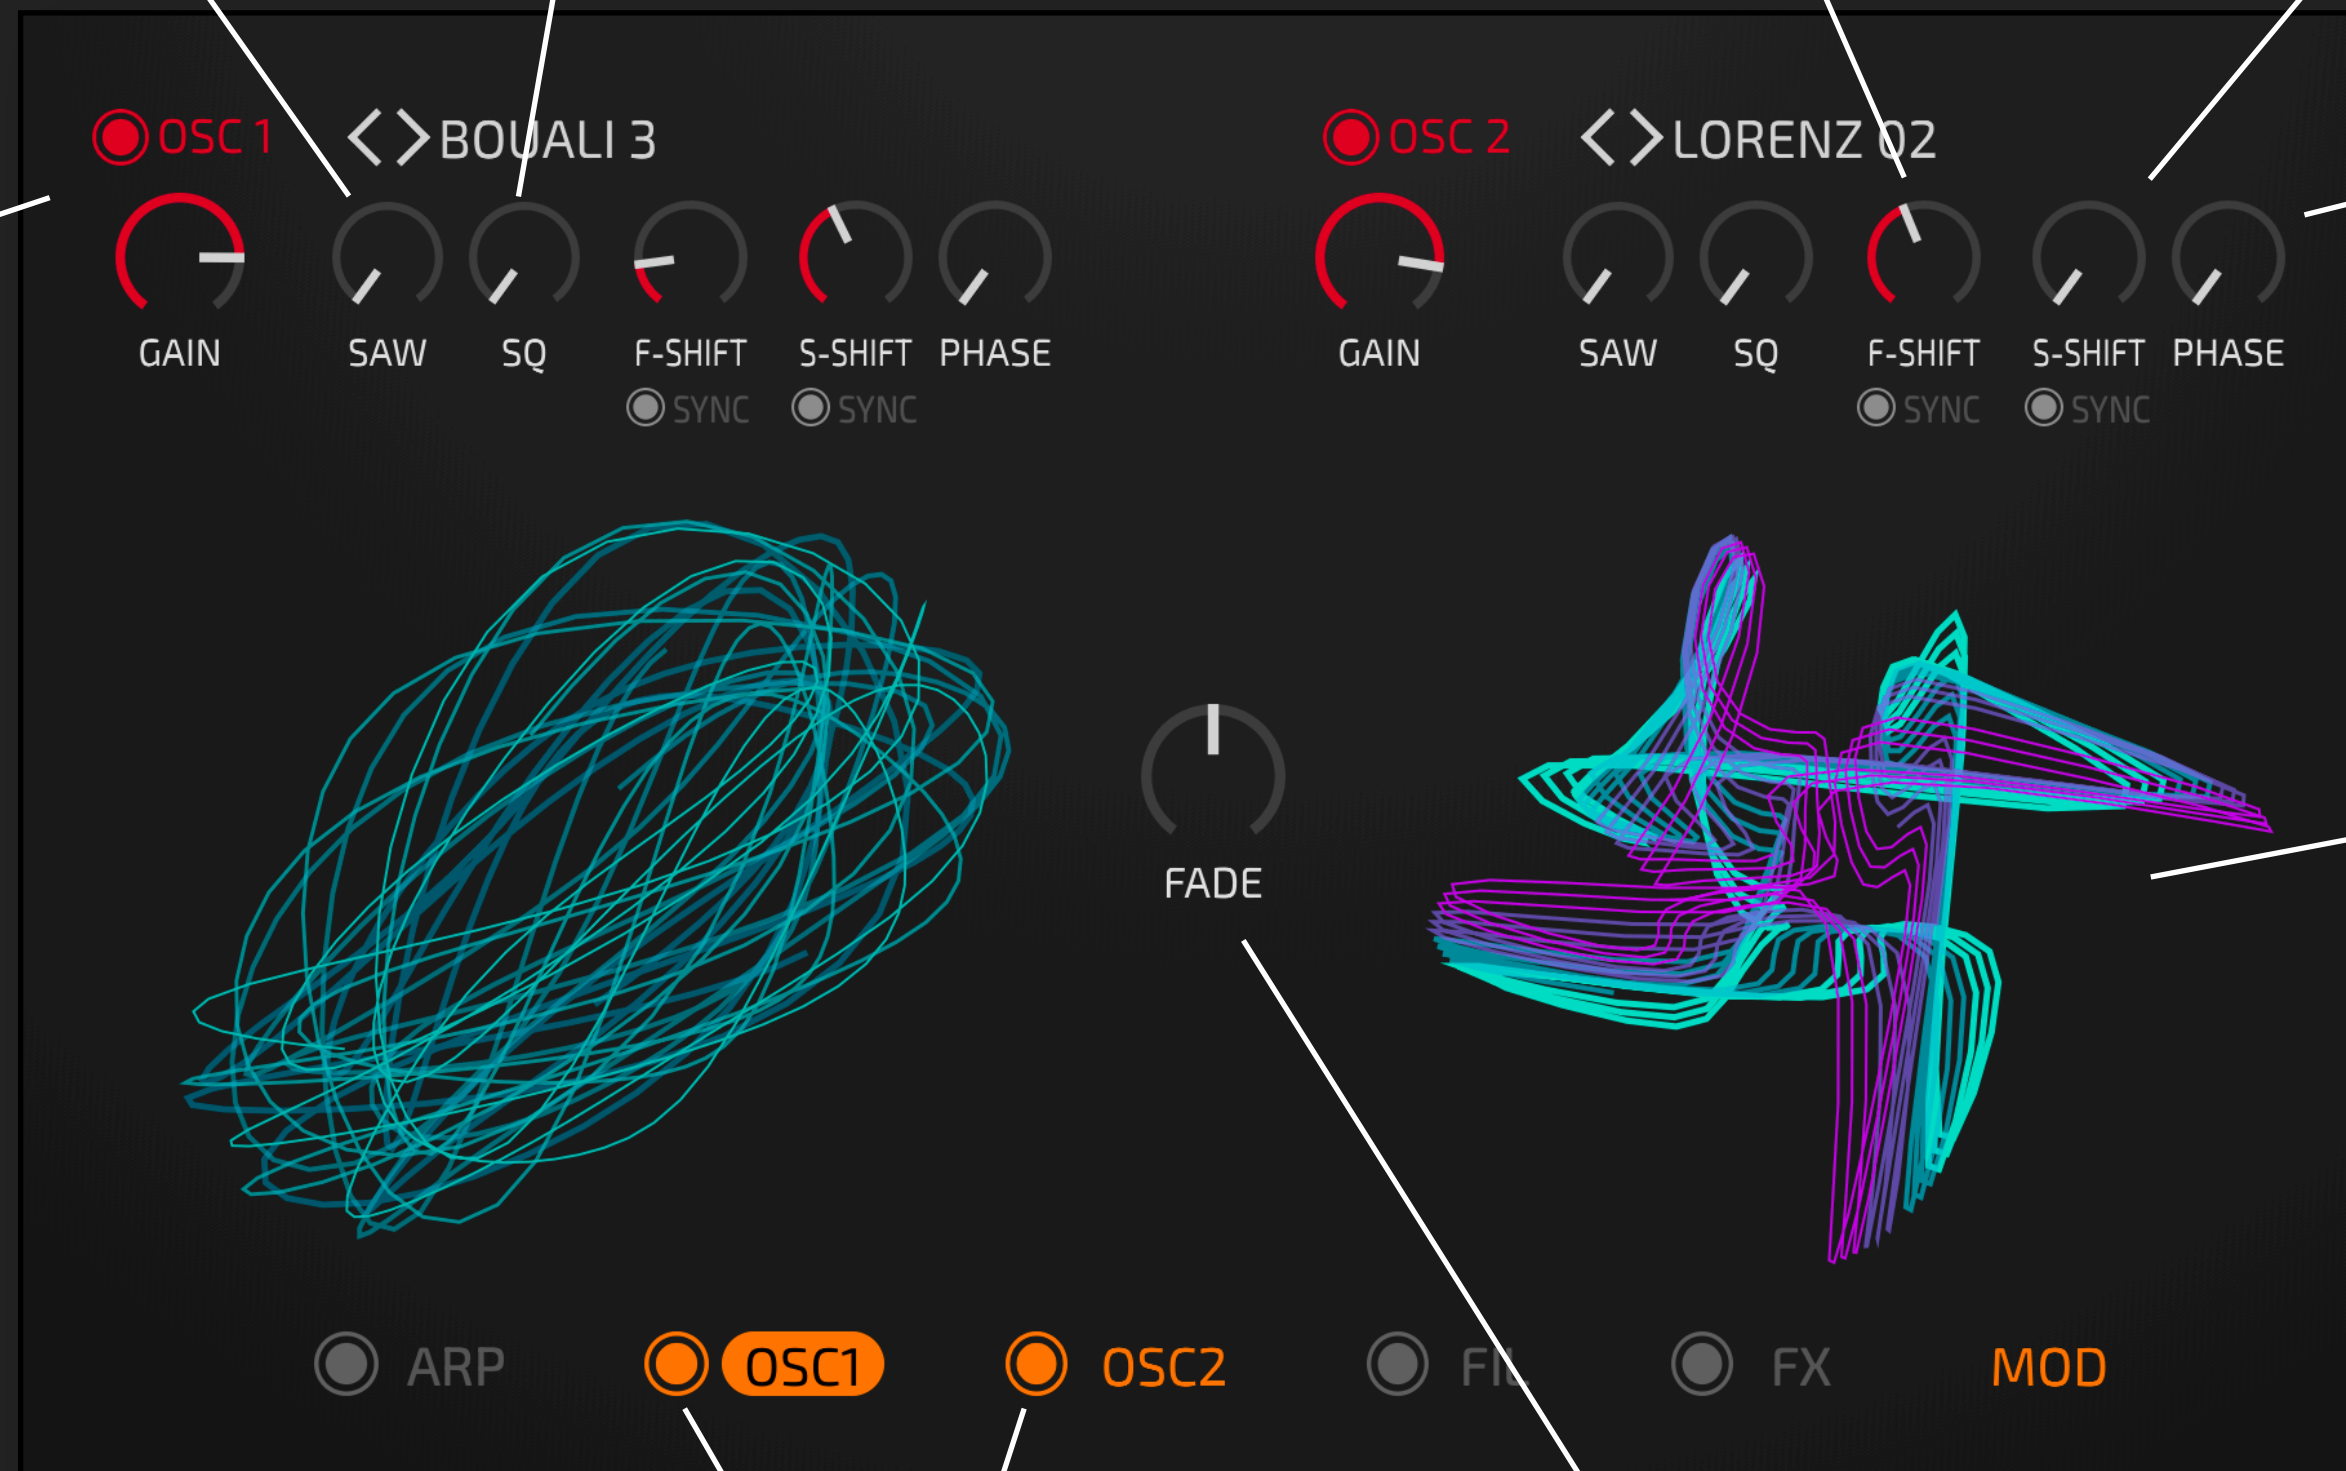 OSC 1
BOUALI 3
OSC 2
LORENZ 02
GAIN
SAW
SQ
F-SHIFT
S-SHIFT
PHASE
GAIN
SAW
SQ
F-SHIFT
S-SHIFT
PHASE
SYNC
SYNC
SYNC
SYNC
FADE
ARP
OSC1
OSC2
FIL
FX
MOD